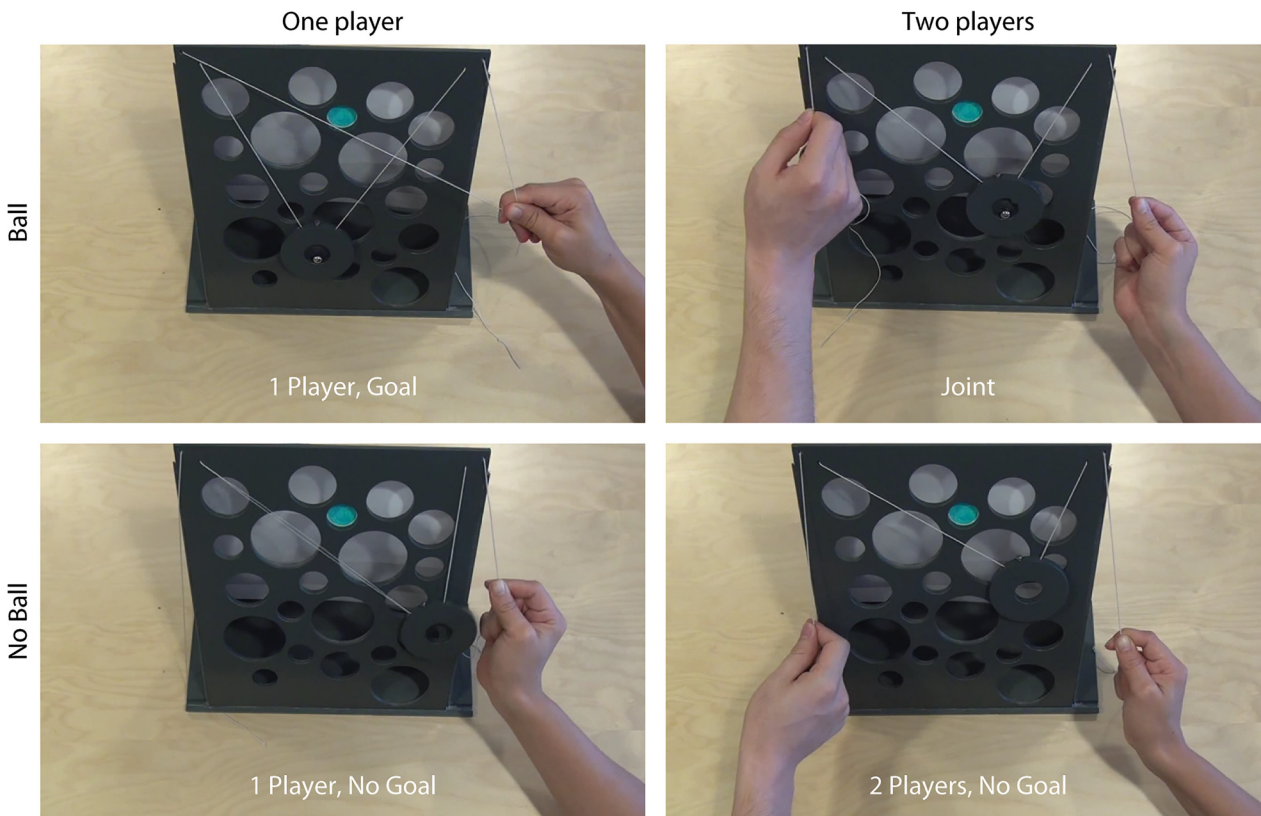 One player
Two players
Ball
1 Player, Goal
Joint
No Ball
1 Player, No Goal
2 Players, No Goal